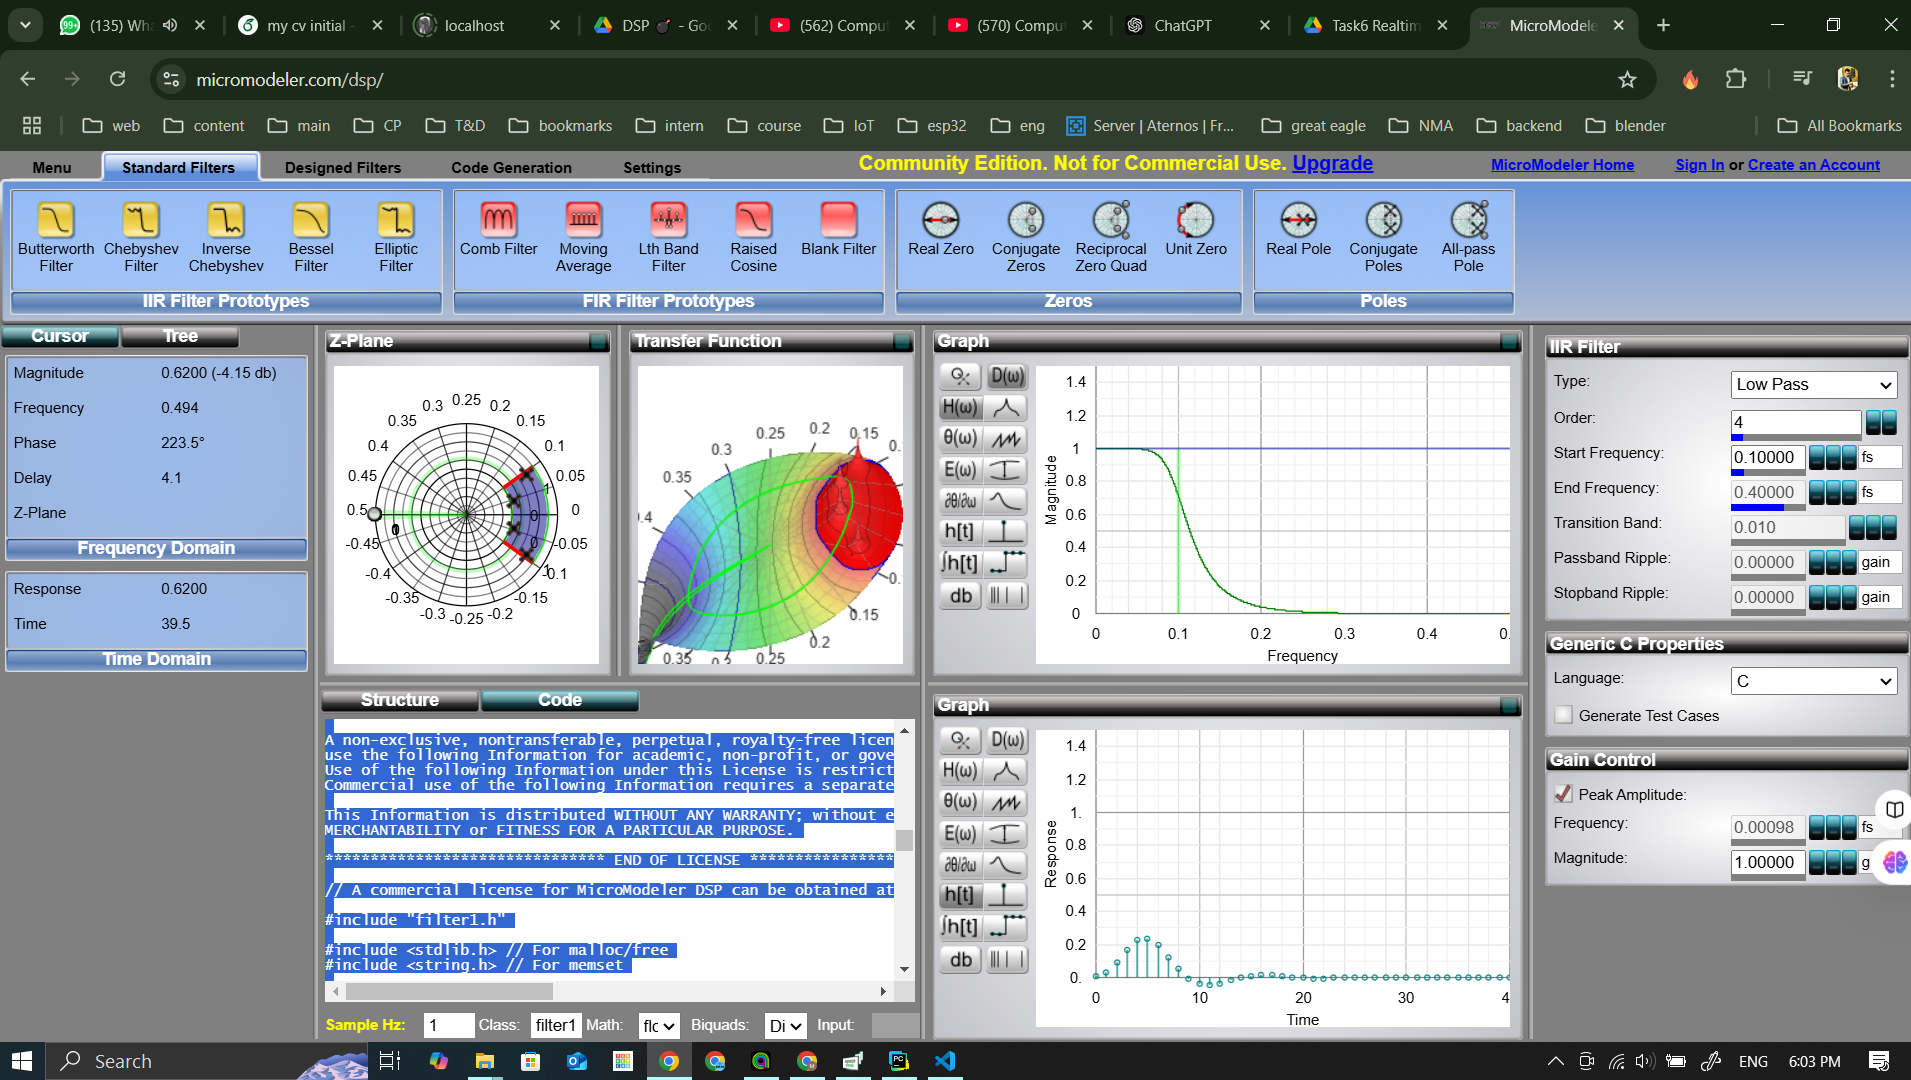 (135) Wha
my cv initial -
localhost
DSP 💣 - Goo
(562) Comput
(570) Comput
ChatGPT
Task6 Realtim
MicroModele
micromodeler.com/dsp/
web
content
main
CP
T&D
bookmarks
intern
course
IoT
esp32
eng
Server | Aternos | Fr...
great eagle
NMA
backend
blender
All Bookmarks
Menu
Standard Filters
Designed Filters
Code Generation
Settings
Community Edition. Not for Commercial Use. Upgrade
MicroModeler Home
Sign In or Create an Account
Butterworth
Filter
Chebyshev
Filter
Inverse
Chebyshev
Bessel
Filter
Elliptic
Filter
IIR Filter Prototypes
Comb Filter
Moving
Average
Lth Band
Filter
Raised
Cosine
Blank Filter
FIR Filter Prototypes
Real Zero
Conjugate
Zeros
Reciprocal
Zero Quad
Unit Zero
Zeros
Real Pole
Conjugate
Poles
All-pass
Pole
Poles
Cursor
Tree
Magnitude 0.6200 (-4.15 db)
Frequency 0.494
Phase 223.5°
Delay 4.1
Z-Plane
Frequency Domain
Response 0.6200
Time 39.5
Time Domain
Z-Plane
0.25
0.3 0.2
0.35 0.15
0.4 0.1
0.45 0.05
0.5 0
-0.45 -0.05
-0.4 -0.1
-0.35 -0.15
-0.3 -0.25 -0.2
Transfer Function
0.25 0.2 0.15
0.3
0.35
0.15
0.2
0.25
0.35
Graph
D(ω)
H(ω)
θ(ω)
E(ω)
∂θ/∂ω
h[t]
∫h[t]
db
Magnitude
1.4
1.2
1
0.8
0.6
0.4
0.2
0
0 0.1 0.2 0.3 0.4 0.
Frequency
IIR Filter
Type: Low Pass
Order: 4
Start Frequency: 0.10000 fs
End Frequency: 0.40000 fs
Transition Band: 0.010
Passband Ripple: 0.00000 gain
Stopband Ripple: 0.00000 gain
Generic C Properties
Language: C
Generate Test Cases
Gain Control
Peak Amplitude:
Frequency: 0.00098 fs
Magnitude: 1.00000 g
Structure
Code
A non-exclusive, nontransferable, perpetual, royalty-free licen
use the following Information for academic, non-profit, or gove
Use of the following Information under this License is restrict
Commercial use of the following Information requires a separate
This Information is distributed WITHOUT ANY WARRANTY; without e
MERCHANTABILITY or FITNESS FOR A PARTICULAR PURPOSE.
******************************* END OF LICENSE *****************
// A commercial license for MicroModeler DSP can be obtained at
#include "filter1.h"
#include <stdlib.h> // For malloc/free
#include <string.h> // For memset
Sample Hz: 1 Class: filter1 Math: flo Biquads: Di Input:
Graph
D(ω)
H(ω)
θ(ω)
E(ω)
∂θ/∂ω
h[t]
∫h[t]
db
Response
1.4
1.2
1.
0.8
0.6
0.4
0.2
0.
0 10 20 30 4
Time
Search
ENG
6:03 PM